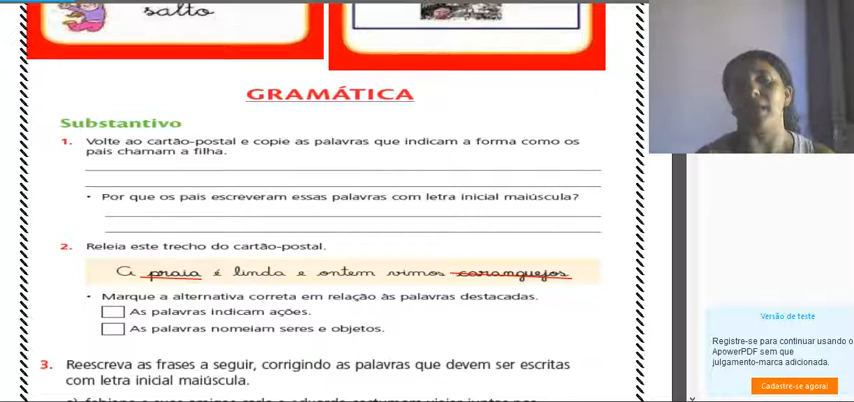 salto
GRAMÁTICA
Substantivo
1. Volte ao cartão-postal e copie as palavras que indicam a forma como os
pais chamam a filha.
• Por que os pais escreveram essas palavras com letra inicial maiúscula?
2. Releia este trecho do cartão-postal.
A praia é linda e ontem vimos caranguejos
• Marque a alternativa correta em relação às palavras destacadas.
As palavras indicam ações.
As palavras nomeiam seres e objetos.
3. Reescreva as frases a seguir, corrigindo as palavras que devem ser escritas
com letra inicial maiúscula.
Versão de teste
Registre-se para continuar usando o
ApowerPDF sem que
julgamento-marca adicionada.
Cadastre-se agora!